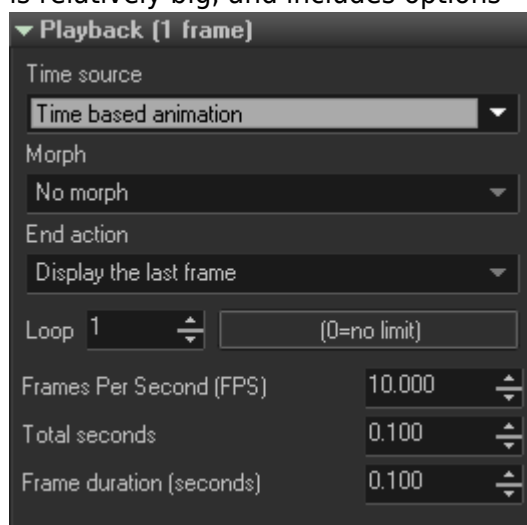 is relatively big, and includes options
Playback (1 frame)
Time source
Time based animation
Morph
No morph
End action
Display the last frame
Loop 1 (0=no limit)
Frames Per Second (FPS) 10.000
Total seconds 0.100
Frame duration (seconds) 0.100